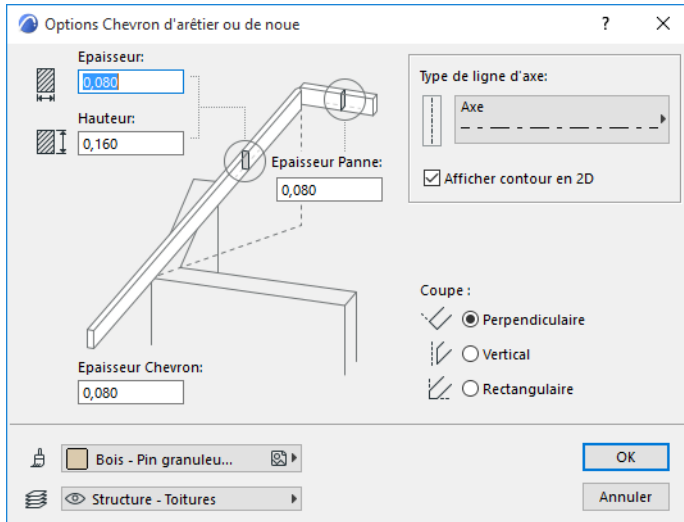 Options Chevron d'arêtier ou de noue
?
Epaisseur:
0,080
Hauteur:
0,160
Epaisseur Panne:
0,080
Epaisseur Chevron:
0,080
Type de ligne d'axe:
Axe
Afficher contour en 2D
Coupe :
Perpendiculaire
Vertical
Rectangulaire
Bois - Pin granuleu...
Structure - Toitures
OK
Annuler